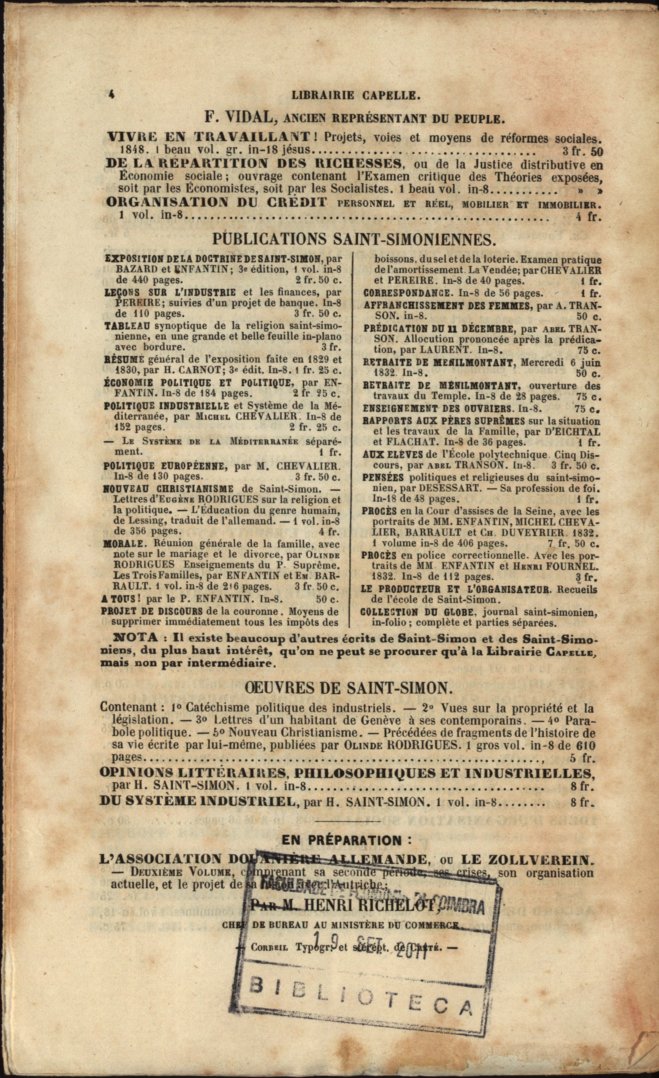 4
LIBRAIRIE CAPELLE.
F. VIDAL, ANCIEN REPRÉSENTANT DU PEUPLE.
VIVRE EN TRAVAILLANT! Projets, voies et moyens de réformes sociales.
1848. 1 beau vol. gr. in-18 jésus........................................ 3 fr. 50
DE LA RÉPARTITION DES RICHESSES, ou de la Justice distributive en
Économie sociale; ouvrage contenant l'Examen critique des Théories exposées,
soit par les Économistes, soit par les Socialistes. 1 beau vol. in-8........... » »
ORGANISATION DU CRÉDIT PERSONNEL ET RÉEL, MOBILIER ET IMMOBILIER.
1 vol. in-8............................................................ 4 fr.
PUBLICATIONS SAINT-SIMONIENNES.
EXPOSITION DE LA DOCTRINE DE SAINT-SIMON, par
BAZARD et ENFANTIN; 3e édition, 1 vol. in-8
de 440 pages. 2 fr. 50 c.
LEÇONS SUR L'INDUSTRIE et les finances, par
PEREIRE; suivies d'un projet de banque. In-8
de 110 pages. 3 fr. 50 c.
TABLEAU synoptique de la religion saint-simo-
nienne, en une grande et belle feuille in-plano
avec bordure. 3 fr.
RÉSUMÉ général de l'exposition faite en 1829 et
1830, par H. CARNOT; 3e édit. In-8. 1 fr. 25 c.
ÉCONOMIE POLITIQUE ET POLITIQUE, par EN-
FANTIN. In-8 de 184 pages. 2 fr 25 c.
POLITIQUE INDUSTRIELLE et Système de la Mé-
diterranée, par MICHEL CHEVALIER. In-8 de
152 pages. 2 fr. 25 c.
— LE SYSTÈME DE LA MÉDITERRANÉE séparé-
ment. 1 fr.
POLITIQUE EUROPÉENNE, par M. CHEVALIER.
In-8 de 130 pages. 3 fr. 50 c.
NOUVEAU CHRISTIANISME de Saint-Simon. —
Lettres d'EUGÈNE RODRIGUES sur la religion et
la politique. — L'Éducation du genre humain,
de Lessing, traduit de l'allemand. — 1 vol. in-8
de 356 pages. 4 fr.
MORALE. Réunion générale de la famille, avec
note sur le mariage et le divorce, par OLINDE
RODRIGUES Enseignements du P. Suprême.
Les Trois Familles, par ENFANTIN et EM. BAR-
RAULT. 1 vol. in-8 de 216 pages. 3 fr. 50 c.
A TOUS! par le P. ENFANTIN. In-8. 50 c.
PROJET DE DISCOURS de la couronne. Moyens de
supprimer immédiatement tous les impôts des
boissons, du sel et de la loterie. Examen pratique
de l'amortissement. La Vendée; par CHEVALIER
et PEREIRE. In-8 de 40 pages. 1 fr.
CORRESPONDANCE. In-8 de 56 pages. 1 fr.
AFFRANCHISSEMENT DES FEMMES, par A. TRAN-
SON. in-8. 50 c.
PRÉDICATION DU 11 DÉCEMBRE, par ABEL TRAN-
SON. Allocution prononcée après la prédica-
tion, par LAURENT. In-8. 75 c.
RETRAITE DE MÉNILMONTANT, Mercredi 6 juin
1832. In-8. 50 c.
RETRAITE DE MÉNILMONTANT, ouverture des
travaux du Temple. In-8 de 28 pages. 75 c.
ENSEIGNEMENT DES OUVRIERS. In-8. 75 c.
RAPPORTS AUX PÈRES SUPRÊMES sur la situation
et les travaux de la Famille, par D'EICHTAL
et FLACHAT. In-8 de 36 pages. 1 fr.
AUX ÉLÈVES de l'École polytechnique. Cinq Dis-
cours, par ABEL TRANSON. In-8. 3 fr. 50 c.
PENSÉES politiques et religieuses du saint-simo-
nien, par DESESSART. — Sa profession de foi.
In-18 de 48 pages. 1 fr.
PROCÈS en la Cour d'assises de la Seine, avec les
portraits de MM. ENFANTIN, MICHEL CHEVA-
LIER, BARRAULT et CH. DUVEYRIER. 1832.
1 volume in-8 de 406 pages. 7 fr. 50 c.
PROCÈS en police correctionnelle. Avec les por-
traits de MM ENFANTIN et HENRI FOURNEL.
1832. In-8 de 112 pages. 3 fr.
LE PRODUCTEUR ET L'ORGANISATEUR. Recueils
de l'école de Saint-Simon.
COLLECTION DU GLOBE, journal saint-simonien,
in-folio; complète et parties séparées.
NOTA : Il existe beaucoup d'autres écrits de Saint-Simon et des Saint-Simo-
niens, du plus haut intérêt, qu'on ne peut se procurer qu'à la Librairie CAPELLE,
mais non par intermédiaire.
ŒUVRES DE SAINT-SIMON.
Contenant : 1o Catéchisme politique des industriels. — 2o Vues sur la propriété et la
législation. — 3o Lettres d'un habitant de Genève à ses contemporains. — 4o Para-
bole politique. — 5o Nouveau Christianisme. — Précédées de fragments de l'histoire de
sa vie écrite par lui-même, publiées par OLINDE RODRIGUES. 1 gros vol. in-8 de 610
pages........................................................, 5 fr.
OPINIONS LITTÉRAIRES, PHILOSOPHIQUES ET INDUSTRIELLES,
par H. SAINT-SIMON. 1 vol. in-8................................... 8 fr.
DU SYSTÈME INDUSTRIEL, par H. SAINT-SIMON. 1 vol. in-8........ 8 fr.
EN PRÉPARATION :
L'ASSOCIATION DOUANIÈRE ALLEMANDE, OU LE ZOLLVEREIN.
— DEUXIÈME VOLUME, comprenant sa seconde période, ses crises, son organisation
actuelle, et le projet de sa fusion avec l'Autriche;
PAR M. HENRI RICHELOT,
CHEF DE BUREAU AU MINISTÈRE DU COMMERCE
— CORBEIL Typogr. et stéréot. de CRÉTÉ. —
COIMBRA
19 SET. 2011
BIBLIOTECA